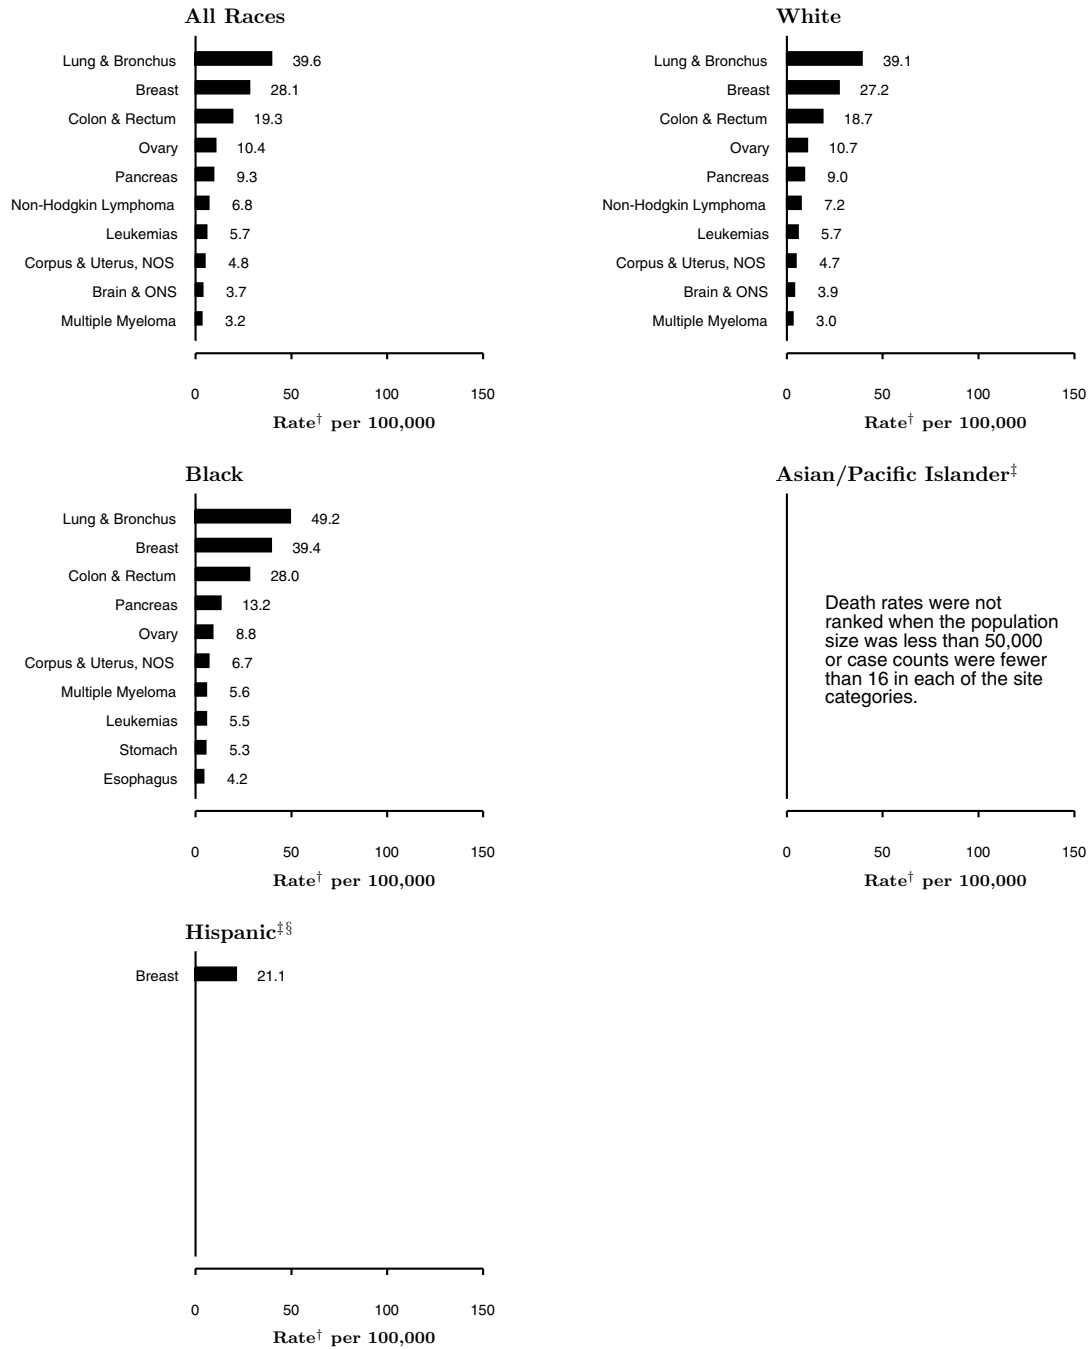 All Races
Lung & Bronchus 39.6
Breast 28.1
Colon & Rectum 19.3
Ovary 10.4
Pancreas 9.3
Non-Hodgkin Lymphoma 6.8
Leukemias 5.7
Corpus & Uterus, NOS 4.8
Brain & ONS 3.7
Multiple Myeloma 3.2
0 50 100 150
Rate† per 100,000
White
Lung & Bronchus 39.1
Breast 27.2
Colon & Rectum 18.7
Ovary 10.7
Pancreas 9.0
Non-Hodgkin Lymphoma 7.2
Leukemias 5.7
Corpus & Uterus, NOS 4.7
Brain & ONS 3.9
Multiple Myeloma 3.0
0 50 100 150
Rate† per 100,000
Black
Lung & Bronchus 49.2
Breast 39.4
Colon & Rectum 28.0
Pancreas 13.2
Ovary 8.8
Corpus & Uterus, NOS 6.7
Multiple Myeloma 5.6
Leukemias 5.5
Stomach 5.3
Esophagus 4.2
0 50 100 150
Rate† per 100,000
Asian/Pacific Islander‡
Death rates were not
ranked when the population
size was less than 50,000
or case counts were fewer
than 16 in each of the site
categories.
0 50 100 150
Rate† per 100,000
Hispanic‡§
Breast 21.1
0 50 100 150
Rate† per 100,000